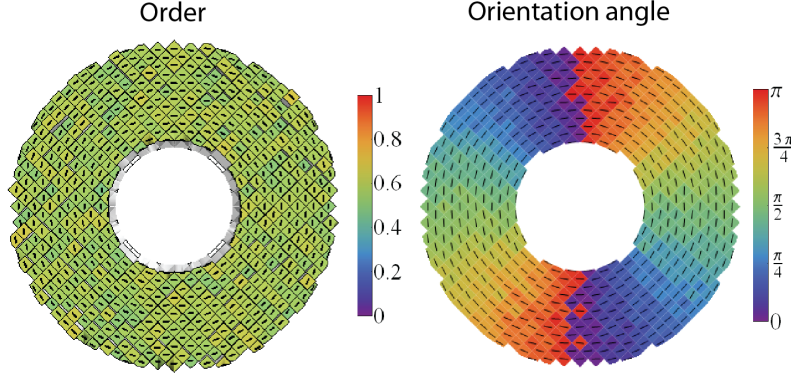 Order
Orientation angle
1
0.8
0.6
0.4
0.2
0
π
3π/4
π/2
π/4
0